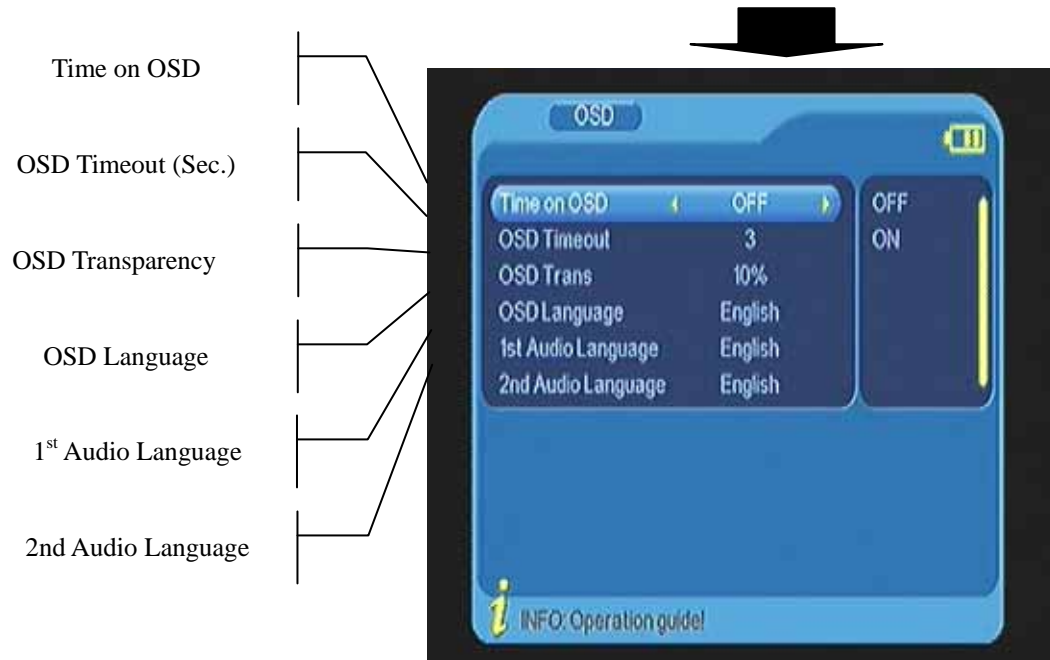 Time on OSD
OSD Timeout (Sec.)
OSD Transparency
OSD Language
1st Audio Language
2nd Audio Language
OSD
Time on OSD OFF
OSD Timeout 3
OSD Trans 10%
OSD Language English
1st Audio Language English
2nd Audio Language English
OFF
ON
INFO: Operation guide!